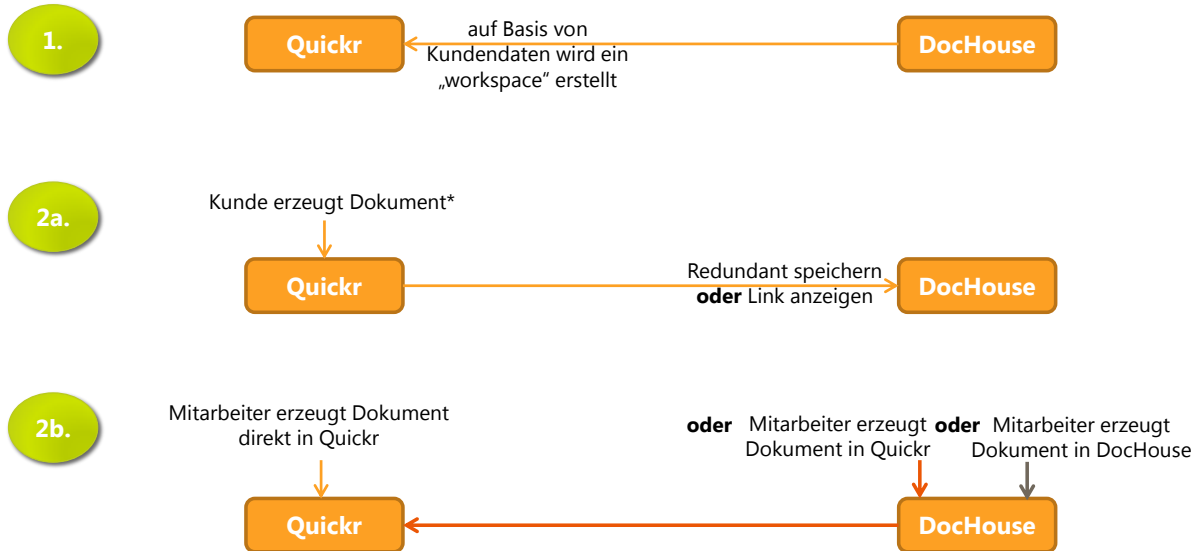 1.
Quickr
auf Basis von
Kundendaten wird ein
„workspace“ erstellt
DocHouse
2a.
Kunde erzeugt Dokument*
Quickr
Redundant speichern
oder Link anzeigen
DocHouse
2b.
Mitarbeiter erzeugt Dokument
direkt in Quickr
oder Mitarbeiter erzeugt
Dokument in Quickr
oder Mitarbeiter erzeugt
Dokument in DocHouse
Quickr
DocHouse